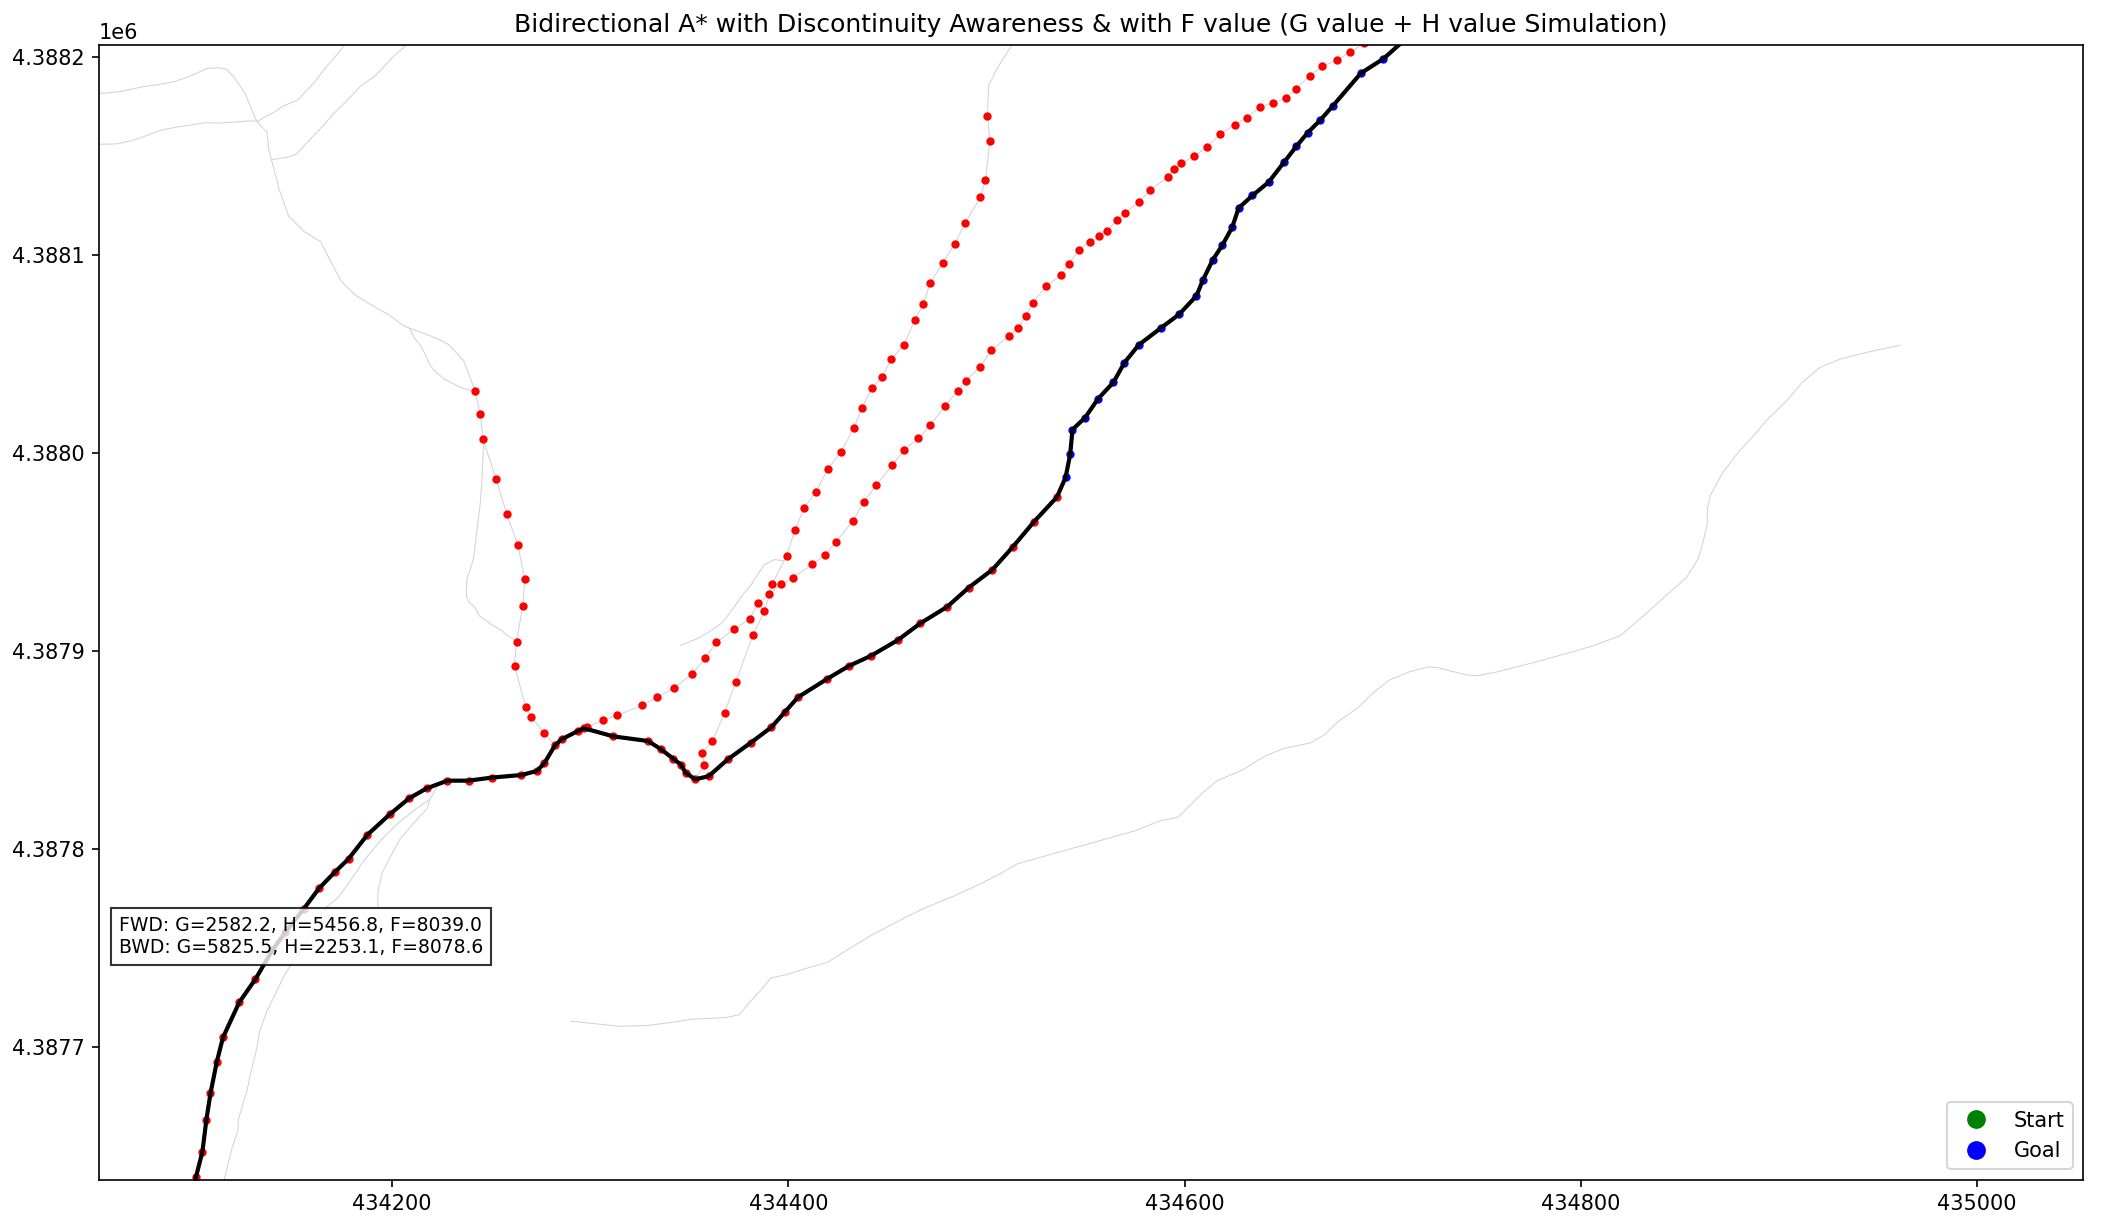 Bidirectional A* with Discontinuity Awareness & with F value (G value + H value Simulation)
1e6
4.3882
4.3881
4.3880
4.3879
4.3878
4.3877
FWD: G=2582.2, H=5456.8, F=8039.0
BWD: G=5825.5, H=2253.1, F=8078.6
Start
Goal
434200 434400 434600 434800 435000